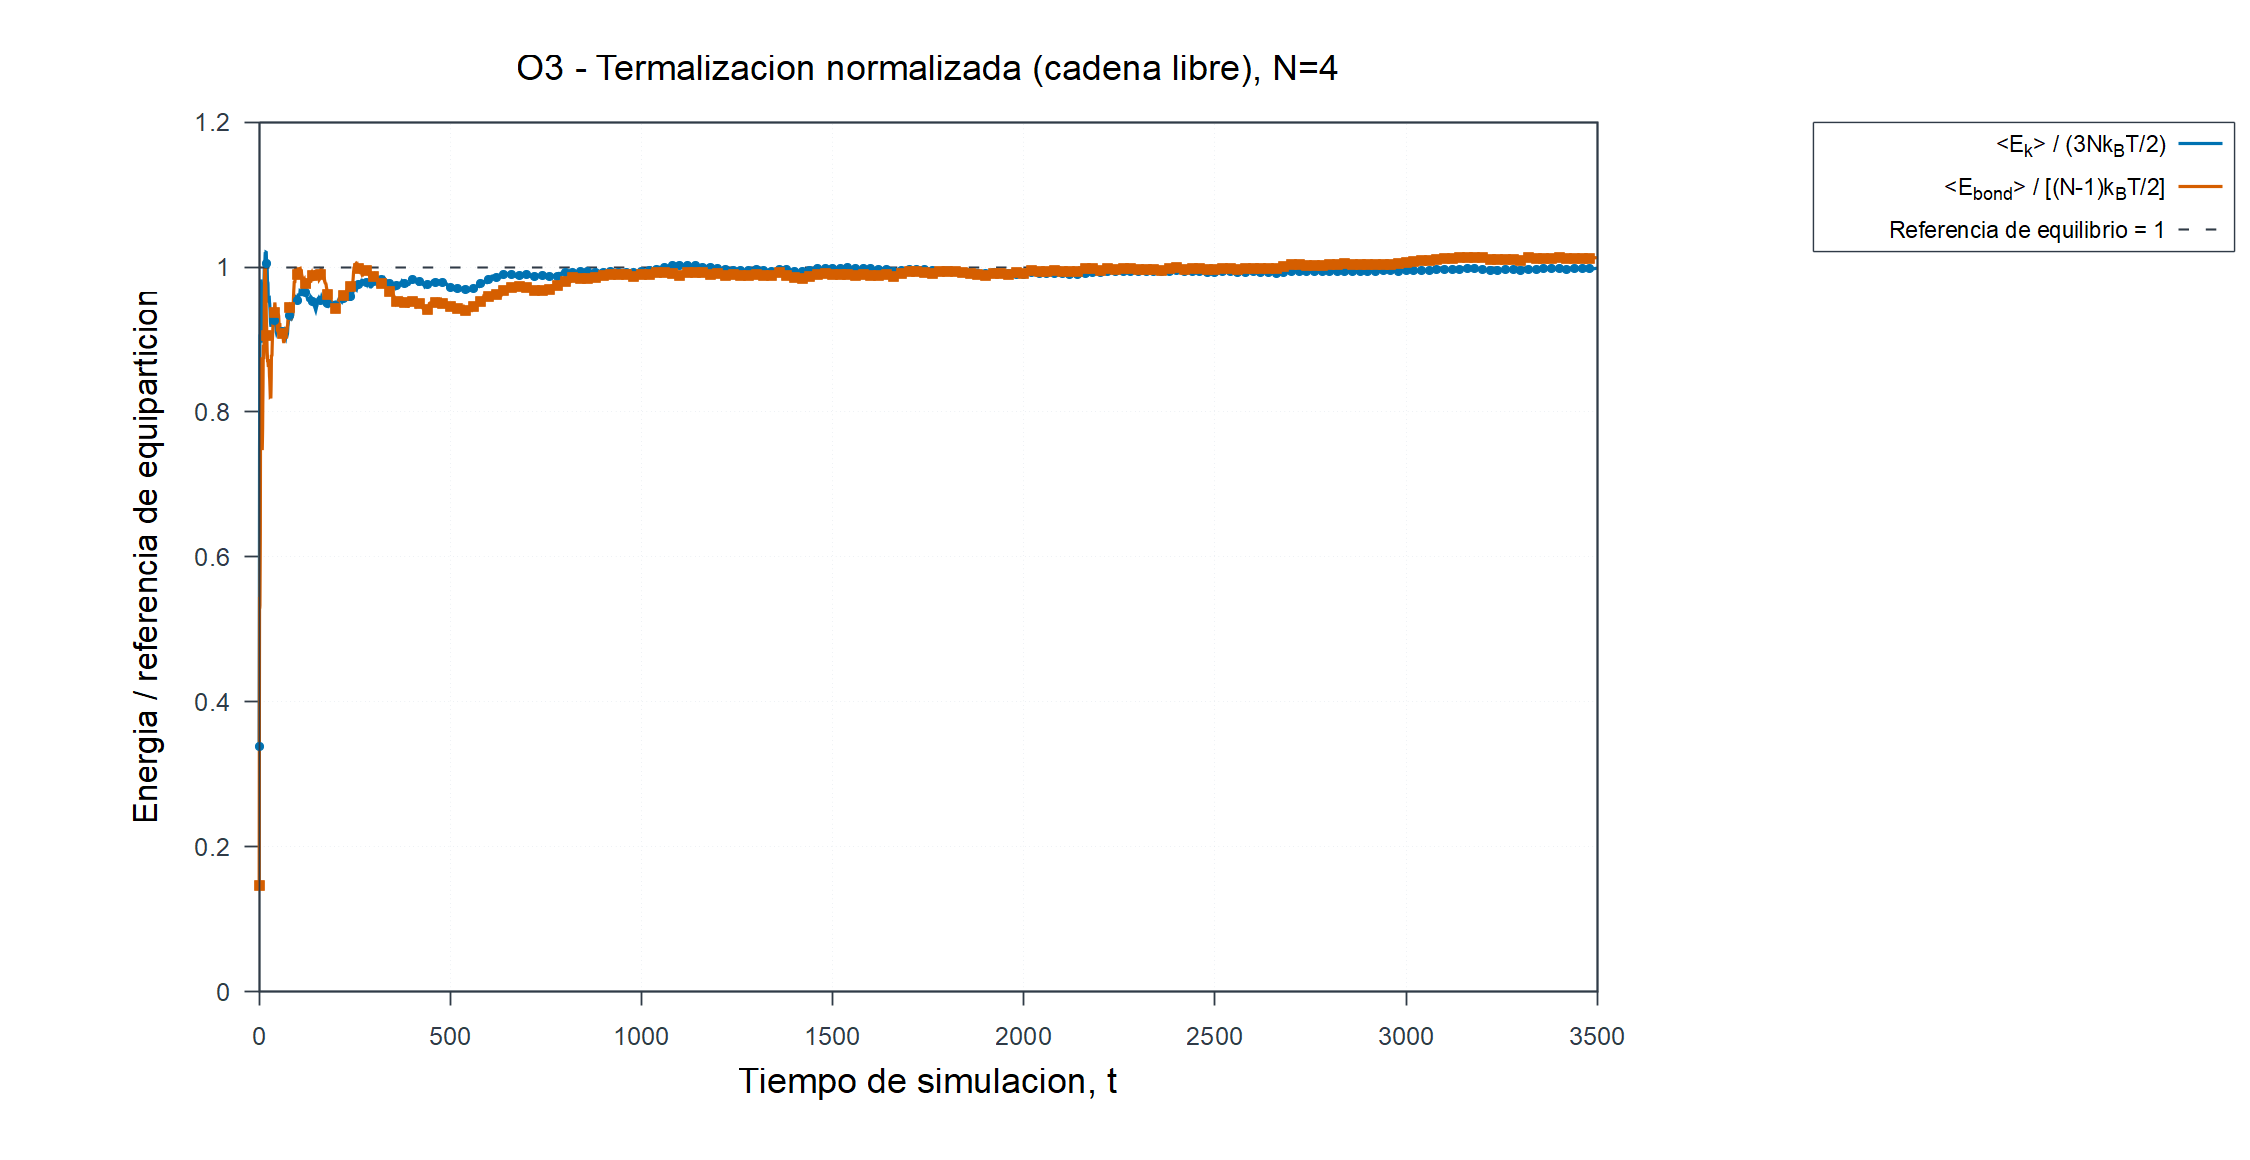 O3 - Termalizacion normalizada (cadena libre), N=4
<Ek> / (3NkBT/2)
<Ebond> / [(N-1)kBT/2]
Referencia de equilibrio = 1
Energia / referencia de equiparticion
1.2
1
0.8
0.6
0.4
0.2
0
0 500 1000 1500 2000 2500 3000 3500
Tiempo de simulacion, t